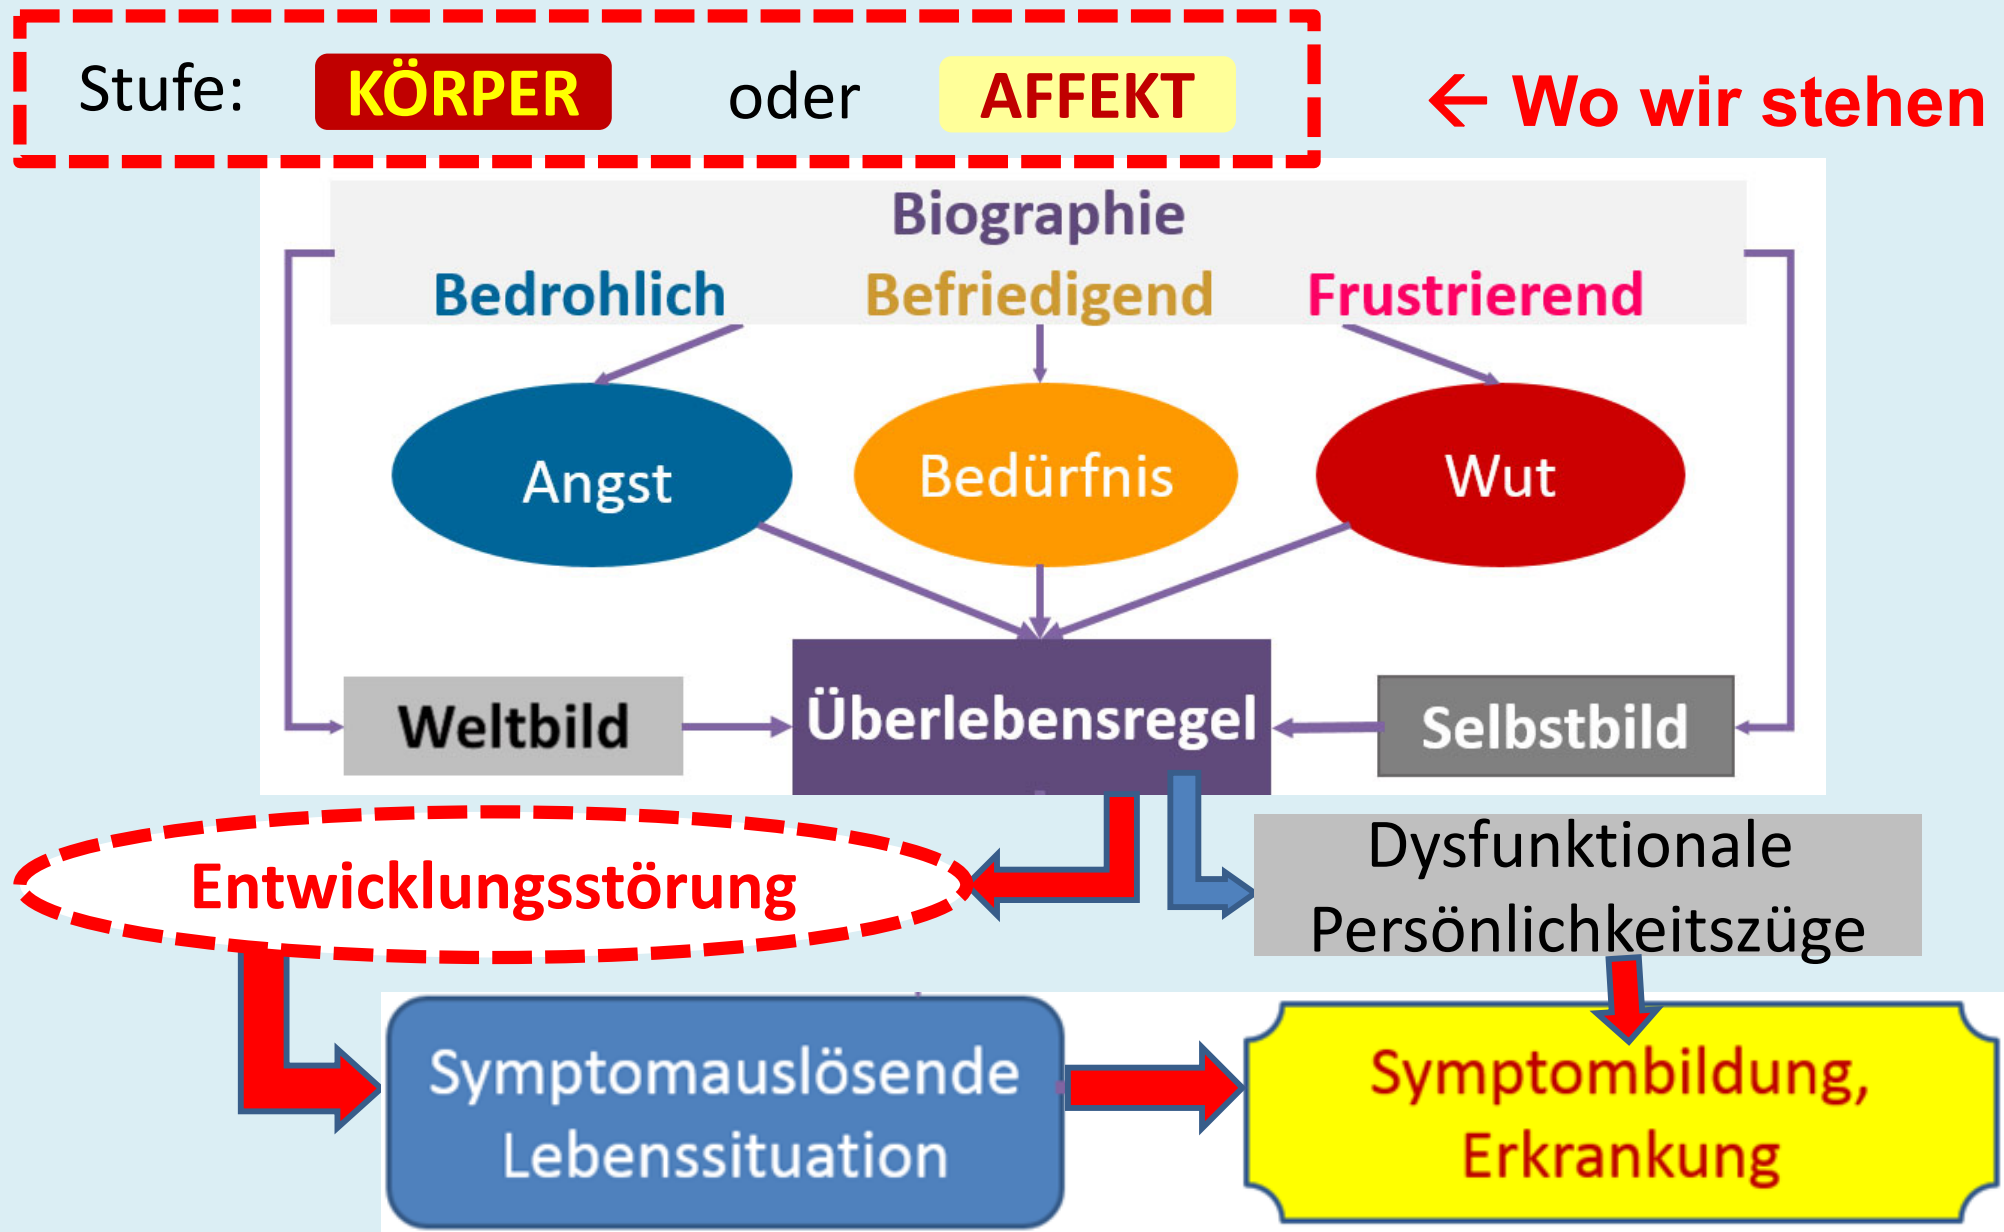 Stufe: KÖRPER oder AFFEKT ← Wo wir stehen
Biographie
Bedrohlich Befriedigend Frustrierend
Angst Bedürfnis Wut
Weltbild Überlebensregel Selbstbild
Entwicklungsstörung
Dysfunktionale
Persönlichkeitszüge
Symptomauslösende
Lebenssituation
Symptombildung,
Erkrankung